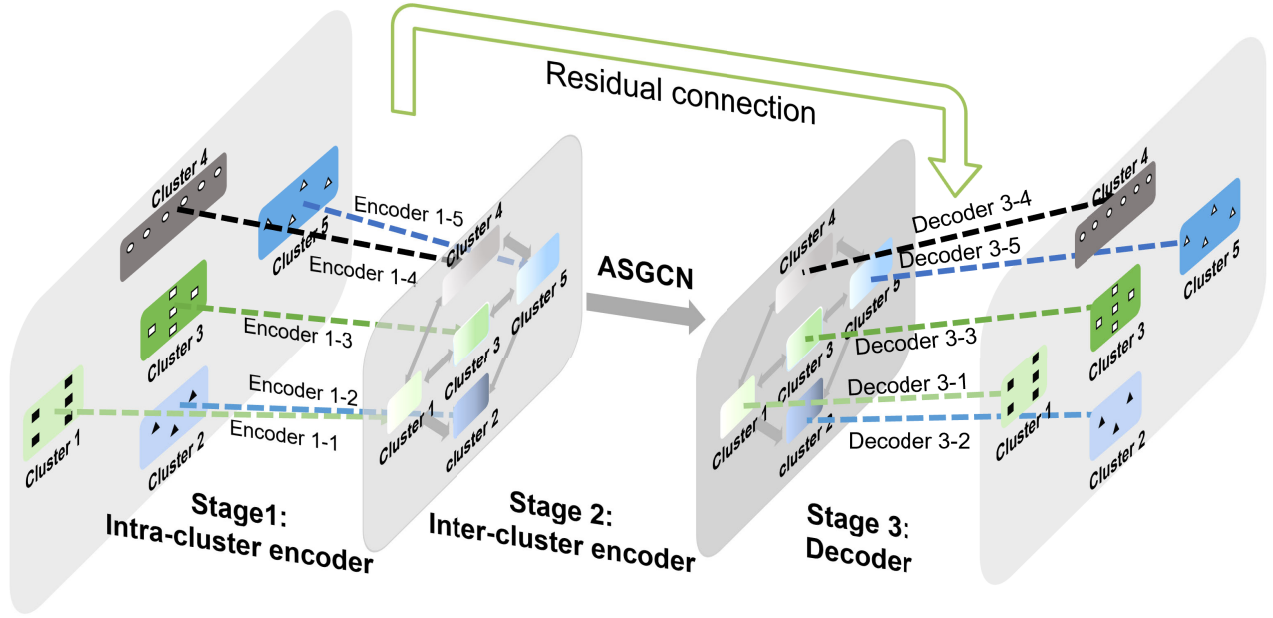 Residual connection
Cluster 4
Cluster 5
Cluster 3
Cluster 1
Cluster 2
Encoder 1-5
Encoder 1-4
Encoder 1-3
Encoder 1-2
Encoder 1-1
Cluster 4
Cluster 5
Cluster 3
Cluster 1
cluster 2
ASGCN
Cluster 4
Cluster 5
Cluster 3
Cluster 1
cluster 2
Decoder 3-4
Decoder 3-5
Decoder 3-3
Decoder 3-1
Decoder 3-2
Cluster 4
Cluster 5
Cluster 3
Cluster 1
Cluster 2
Stage1:
Intra-cluster encoder
Stage 2:
Inter-cluster encoder
Stage 3:
Decoder